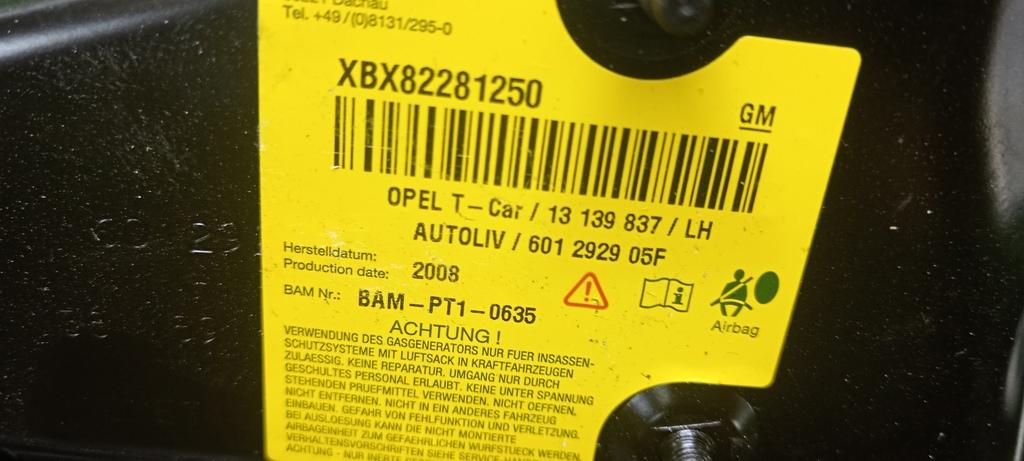 Dachau
Tel. +49/(0)8131/295-0
XBX82281250
GM
OPEL T-Car / 13 139 837 / LH
AUTOLIV / 601 2929 05F
Herstelldatum:
Production date: 2008
BAM Nr.: BAM-PT1-0635
Airbag
ACHTUNG !
VERWENDUNG DES GASGENERATORS NUR FUER INSASSEN-
SCHUTZSYSTEME MIT LUFTSACK IN KRAFTFAHRZEUGEN
ZULAESSIG. KEINE REPARATUR. UMGANG NUR DURCH
GESCHULTES PERSONAL ERLAUBT. KEINE UNTER SPANNUNG
STEHENDEN PRUEFMITTEL VERWENDEN. NICHT OEFFNEN.
NICHT ENTFERNEN. NICHT IN EIN ANDERES FAHRZEUG
EINBAUEN. GEFAHR VON FEHLFUNKTION UND VERLETZUNG.
BEI AUSLOESUNG KANN DIE NICHT MONTIERTE
AIRBAGEINHEIT ZUM GEFAEHRLICHEN WURFSTUECK WERDEN.
VERHALTENSVORSCHRIFTEN SIEHE SERVICE-
ACHTUNG - NUR INERTE